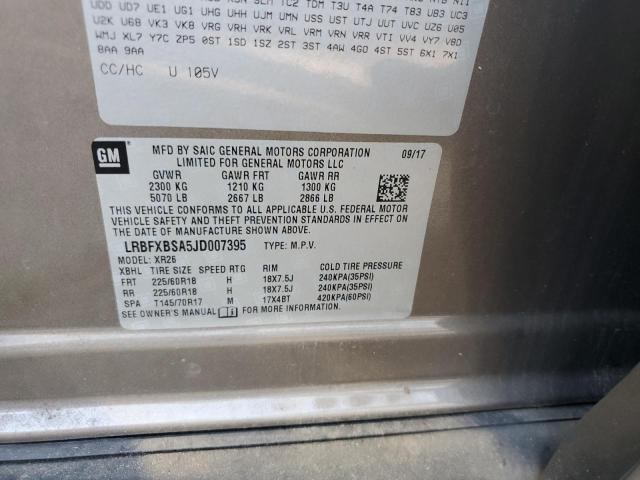 UDD UD7 UE1 UG1 UHG UHH UJM UMN USS UST UTJ UUT UVC UZ6 U05
U2K U68 VK3 VK8 VRG VRH VRK VRL VRM VRN VRR VTI VV4 VY7 V8D
WMJ XL7 Y7C ZP5 0ST 1SD 1SZ 2ST 3ST 4AW 4GD 4ST 5ST 6X1 7X1
8AA 9AA
CC/HC U 105V
GM
MFD BY SAIC GENERAL MOTORS CORPORATION 09/17
LIMITED FOR GENERAL MOTORS LLC
GVWR GAWR FRT GAWR RR
2300 KG 1210 KG 1300 KG
5070 LB 2667 LB 2866 LB
THIS VEHICLE CONFORMS TO ALL APPLICABLE U.S. FEDERAL MOTOR
VEHICLE SAFETY, BUMPER, AND THEFT PREVENTION STANDARDS IN EFFECT ON THE
DATE OF MANUFACTURE SHOWN ABOVE.
LRBFXBSA5JD007395 TYPE: M.P.V.
MODEL: XR26
XBHL TIRE SIZE SPEED RTG RIM COLD TIRE PRESSURE
FRT 225/60R18 H 18X7.5J 240KPA(35PSI)
RR 225/60R18 H 18X7.5J 240KPA(35PSI)
SPA T145/70R17 M 17X4BT 420KPA(60PSI)
SEE OWNER'S MANUAL FOR MORE INFORMATION.